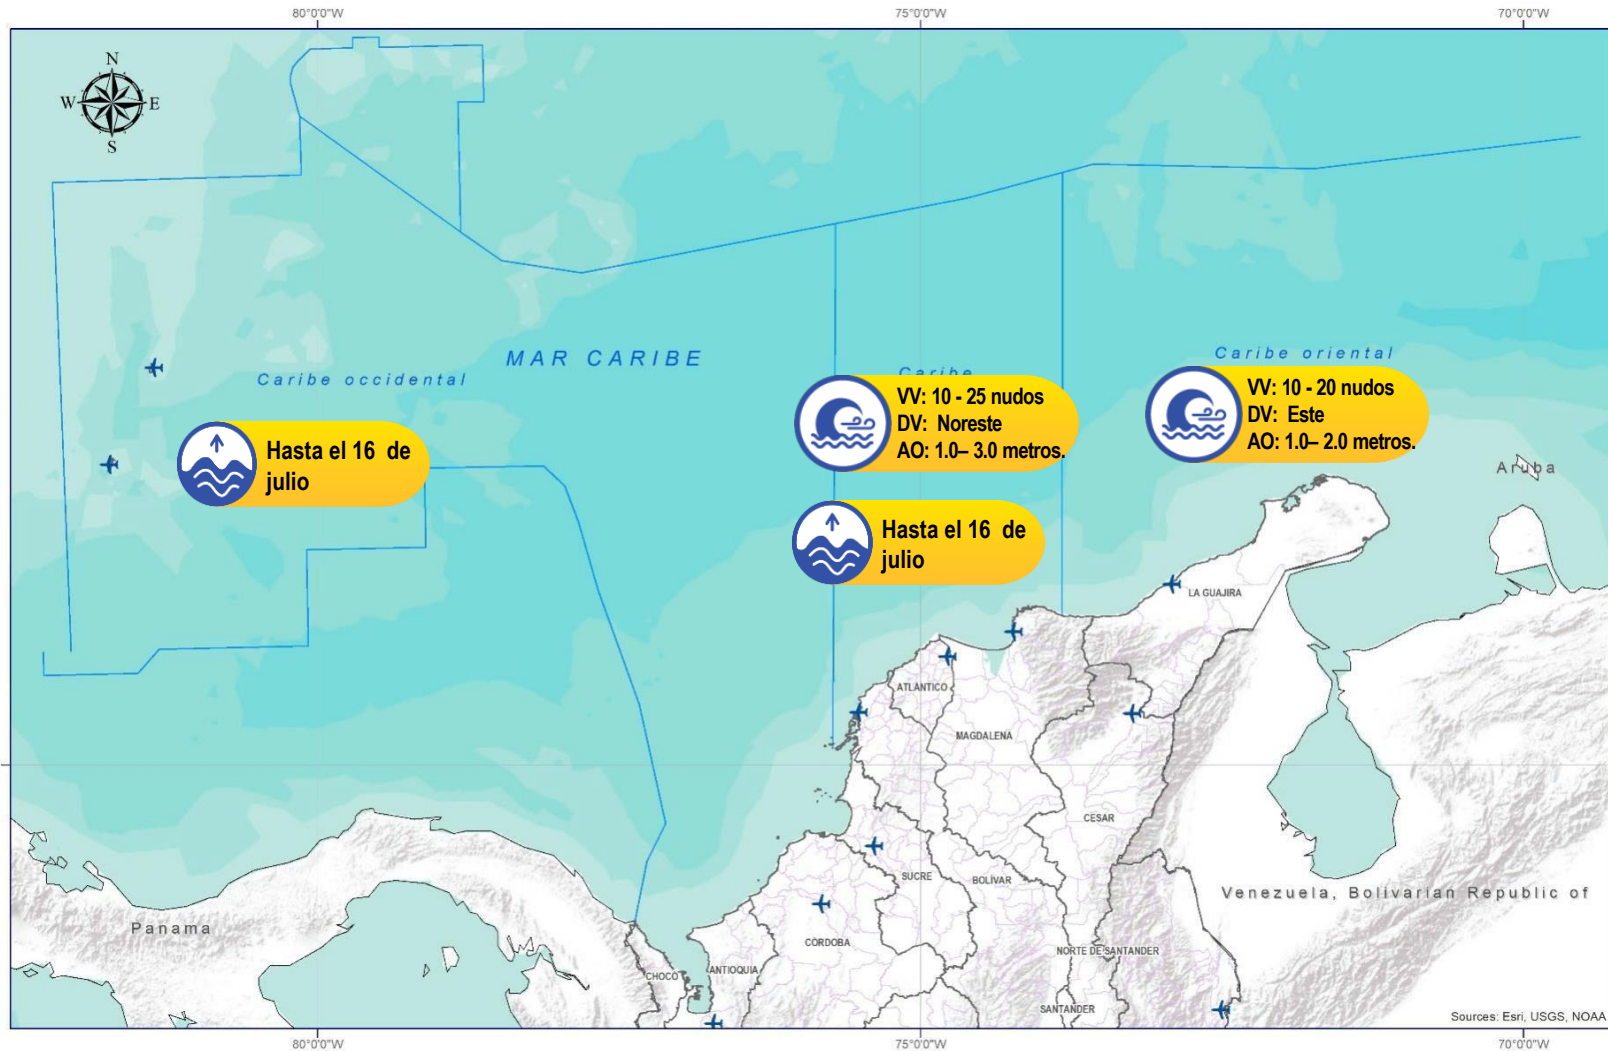 80°0'0"W
75°0'0"W
70°0'0"W
N
W
E
S
MAR CARIBE
Caribe occidental
Caribe
Caribe oriental
VV: 10 - 25 nudos
DV: Noreste
AO: 1.0– 3.0 metros.
VV: 10 - 20 nudos
DV: Este
AO: 1.0– 2.0 metros.
Hasta el 16 de
julio
Hasta el 16 de
julio
Aruba
LA GUAJIRA
ATLÁNTICO
MAGDALENA
CESAR
SUCRE
BOLÍVAR
Venezuela, Bolivarian Republic of
Panama
CÓRDOBA
NORTE DE SANTANDER
CHOCÓ
ANTIOQUIA
SANTANDER
Sources: Esri, USGS, NOAA
80°0'0"W
75°0'0"W
70°0'0"W